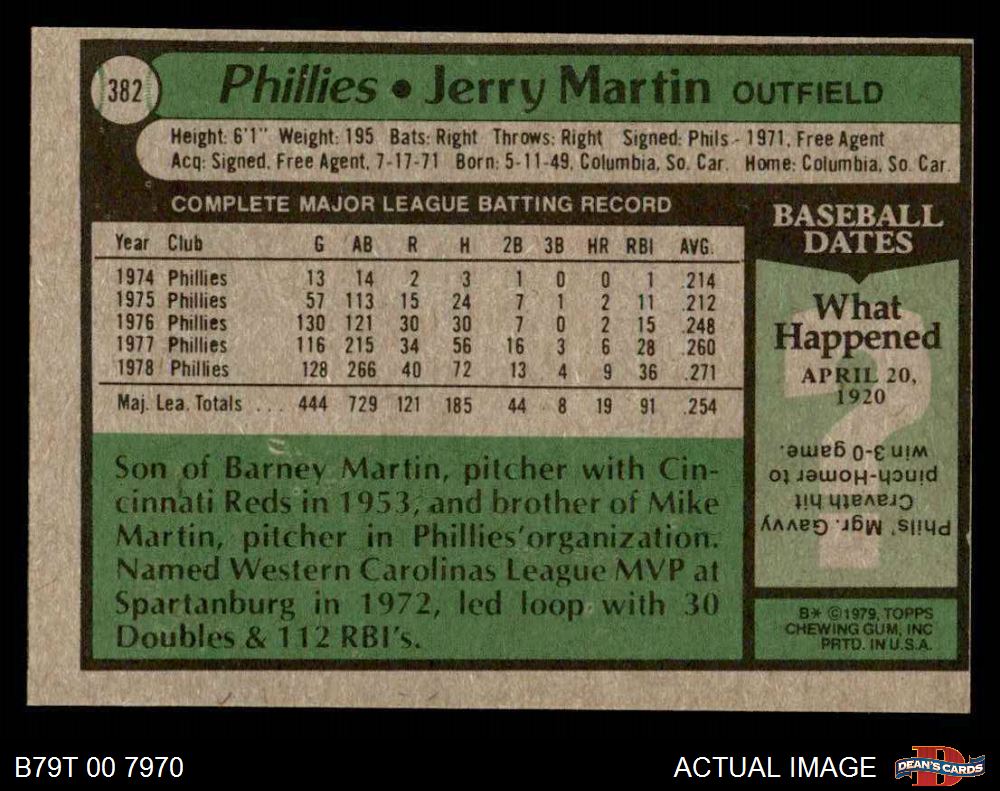 382
Phillies • Jerry Martin OUTFIELD
Height: 6'1" Weight: 195 Bats: Right Throws: Right Signed: Phils - 1971, Free Agent
Acq: Signed, Free Agent, 7-17-71 Born: 5-11-49, Columbia, So. Car. Home: Columbia, So. Car.
COMPLETE MAJOR LEAGUE BATTING RECORD
Year Club G AB R H 2B 3B HR RBI AVG.
1974 Phillies 13 14 2 3 1 0 0 1 .214
1975 Phillies 57 113 15 24 7 1 2 11 .212
1976 Phillies 130 121 30 30 7 0 2 15 .248
1977 Phillies 116 215 34 56 16 3 6 28 .260
1978 Phillies 128 266 40 72 13 4 9 36 .271
Maj. Lea. Totals ... 444 729 121 185 44 8 19 91 .254
Son of Barney Martin, pitcher with Cin-
cinnati Reds in 1953, and brother of Mike
Martin, pitcher in Phillies' organization.
Named Western Carolinas League MVP at
Spartanburg in 1972, led loop with 30
Doubles & 112 RBI's.
BASEBALL
DATES
What
Happened
APRIL 20,
1920
Phils' Mgr. Gavvy
Cravath hit
pinch-Homer to
win 3-0 game.
B* ©1979, TOPPS
CHEWING GUM, INC
PRTD. IN U.S.A.
B79T 00 7970
ACTUAL IMAGE
DEAN'S CARDS